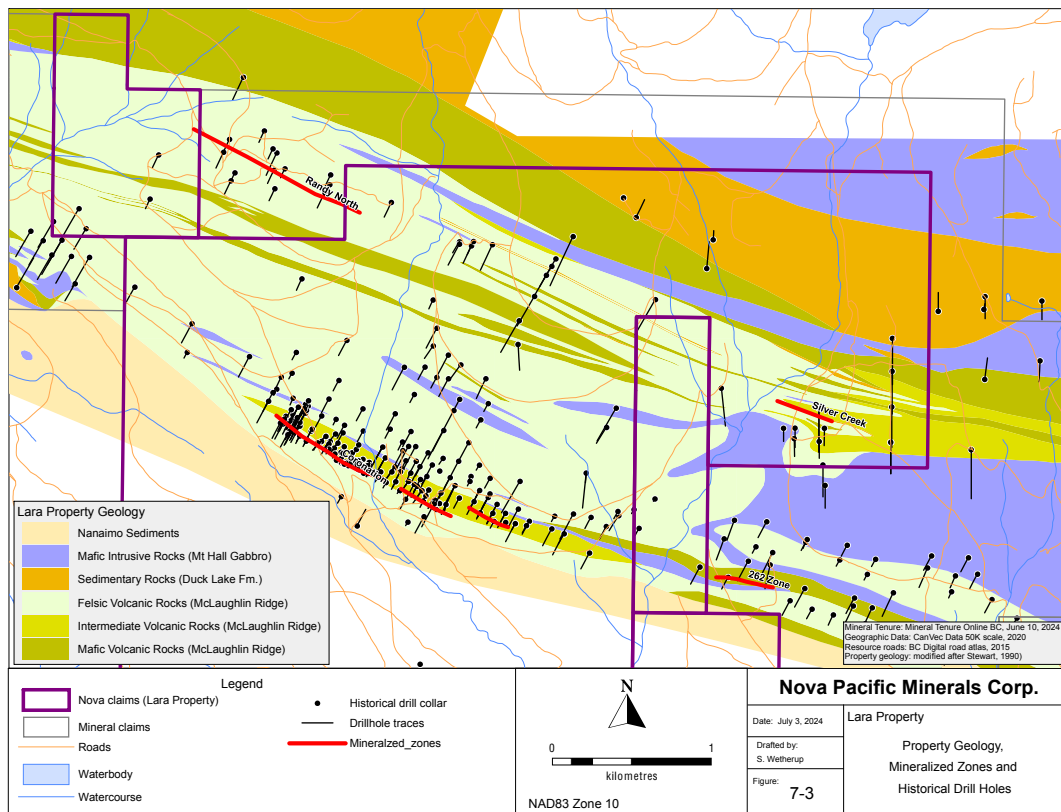 Randy North
Silver Creek
Coronation
262 Zone
Lara Property Geology
Nanaimo Sediments
Mafic Intrusive Rocks (Mt Hall Gabbro)
Sedimentary Rocks (Duck Lake Fm.)
Felsic Volcanic Rocks (McLaughlin Ridge)
Intermediate Volcanic Rocks (McLaughlin Ridge)
Mafic Volcanic Rocks (McLaughlin Ridge)
Mineral Tenure: Mineral Tenure Online BC, June 10, 2024
Geographic Data: CanVec Data 50K scale, 2020
Resource roads: BC Digital road atlas, 2015
Property geology: modified after Stewart, 1990)
Legend
Nova claims (Lara Property)
Mineral claims
Roads
Waterbody
Watercourse
Historical drill collar
Drillhole traces
Mineralzed_zones
N
0 1
kilometres
NAD83 Zone 10
Nova Pacific Minerals Corp.
Date: July 3, 2024
Drafted by:
S. Wetherup
Figure:
7-3
Lara Property
Property Geology,
Mineralized Zones and
Historical Drill Holes